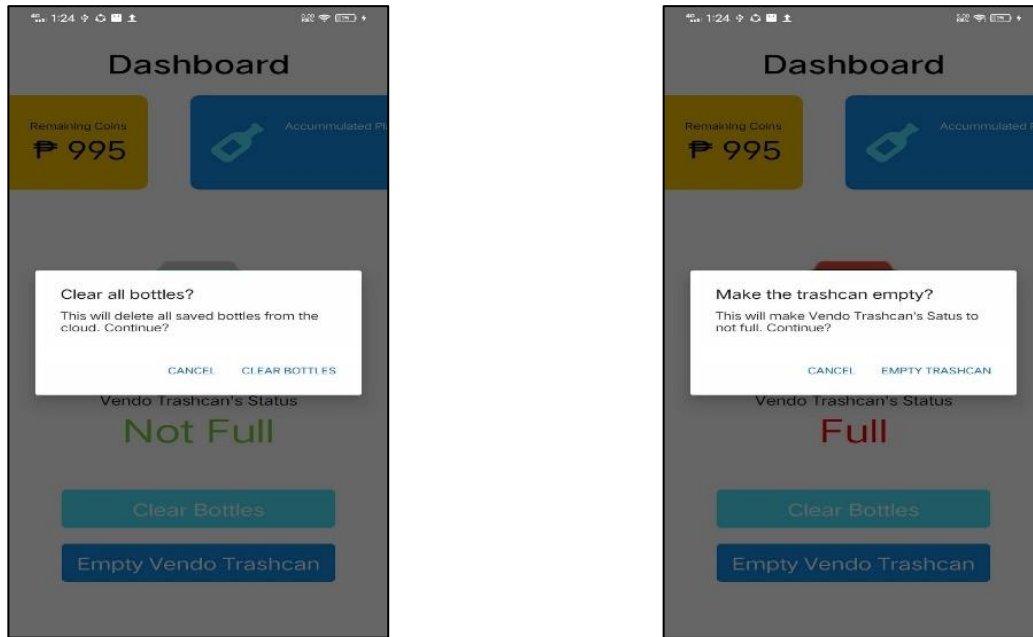 1:24
Dashboard
Remaining Coins
₱ 995
Accummulated
Clear all bottles?
This will delete all saved bottles from the
cloud. Continue?
CANCEL CLEAR BOTTLES
Vendo Trashcan's Status
Not Full
Clear Bottles
Empty Vendo Trashcan
1:24
Dashboard
Remaining Coins
₱ 995
Accummulated
Make the trashcan empty?
This will make Vendo Trashcan's Satus to
not full. Continue?
CANCEL EMPTY TRASHCAN
Vendo Trashcan's Status
Full
Clear Bottles
Empty Vendo Trashcan